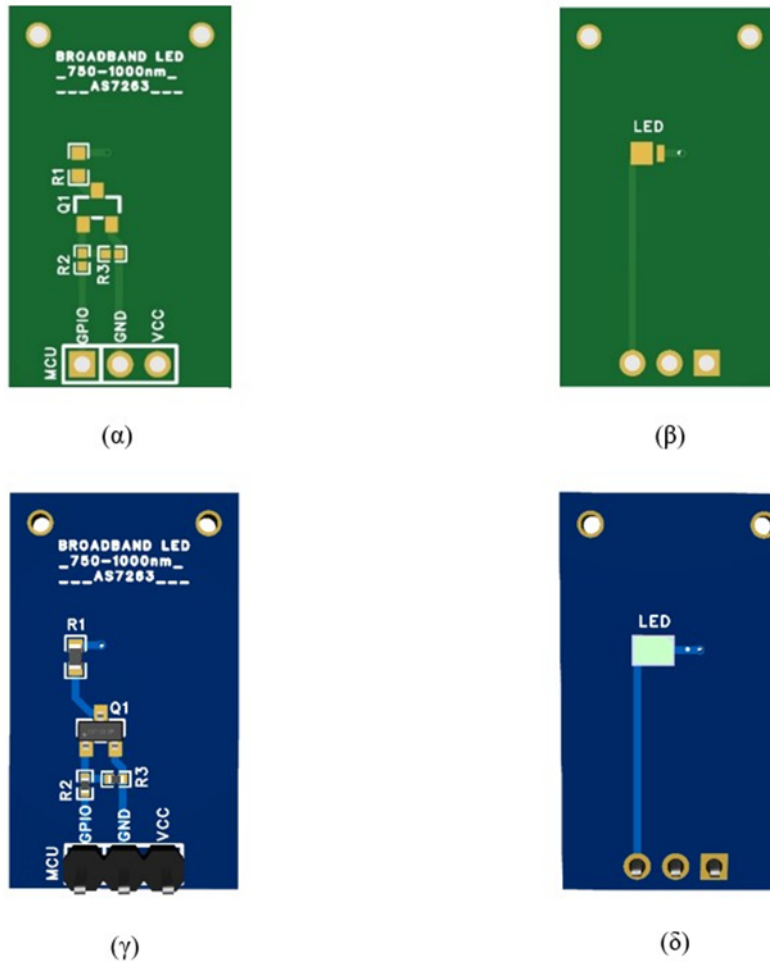 BROADBAND LED
_750-1000nm_
___AS7263___
R1
Q1
R2
R3
GPIO
GND
VCC
MCU
(α)
LED
(β)
BROADBAND LED
_750-1000nm_
___AS7263___
R1
Q1
R2
R3
GPIO
GND
VCC
MCU
(γ)
LED
(δ)